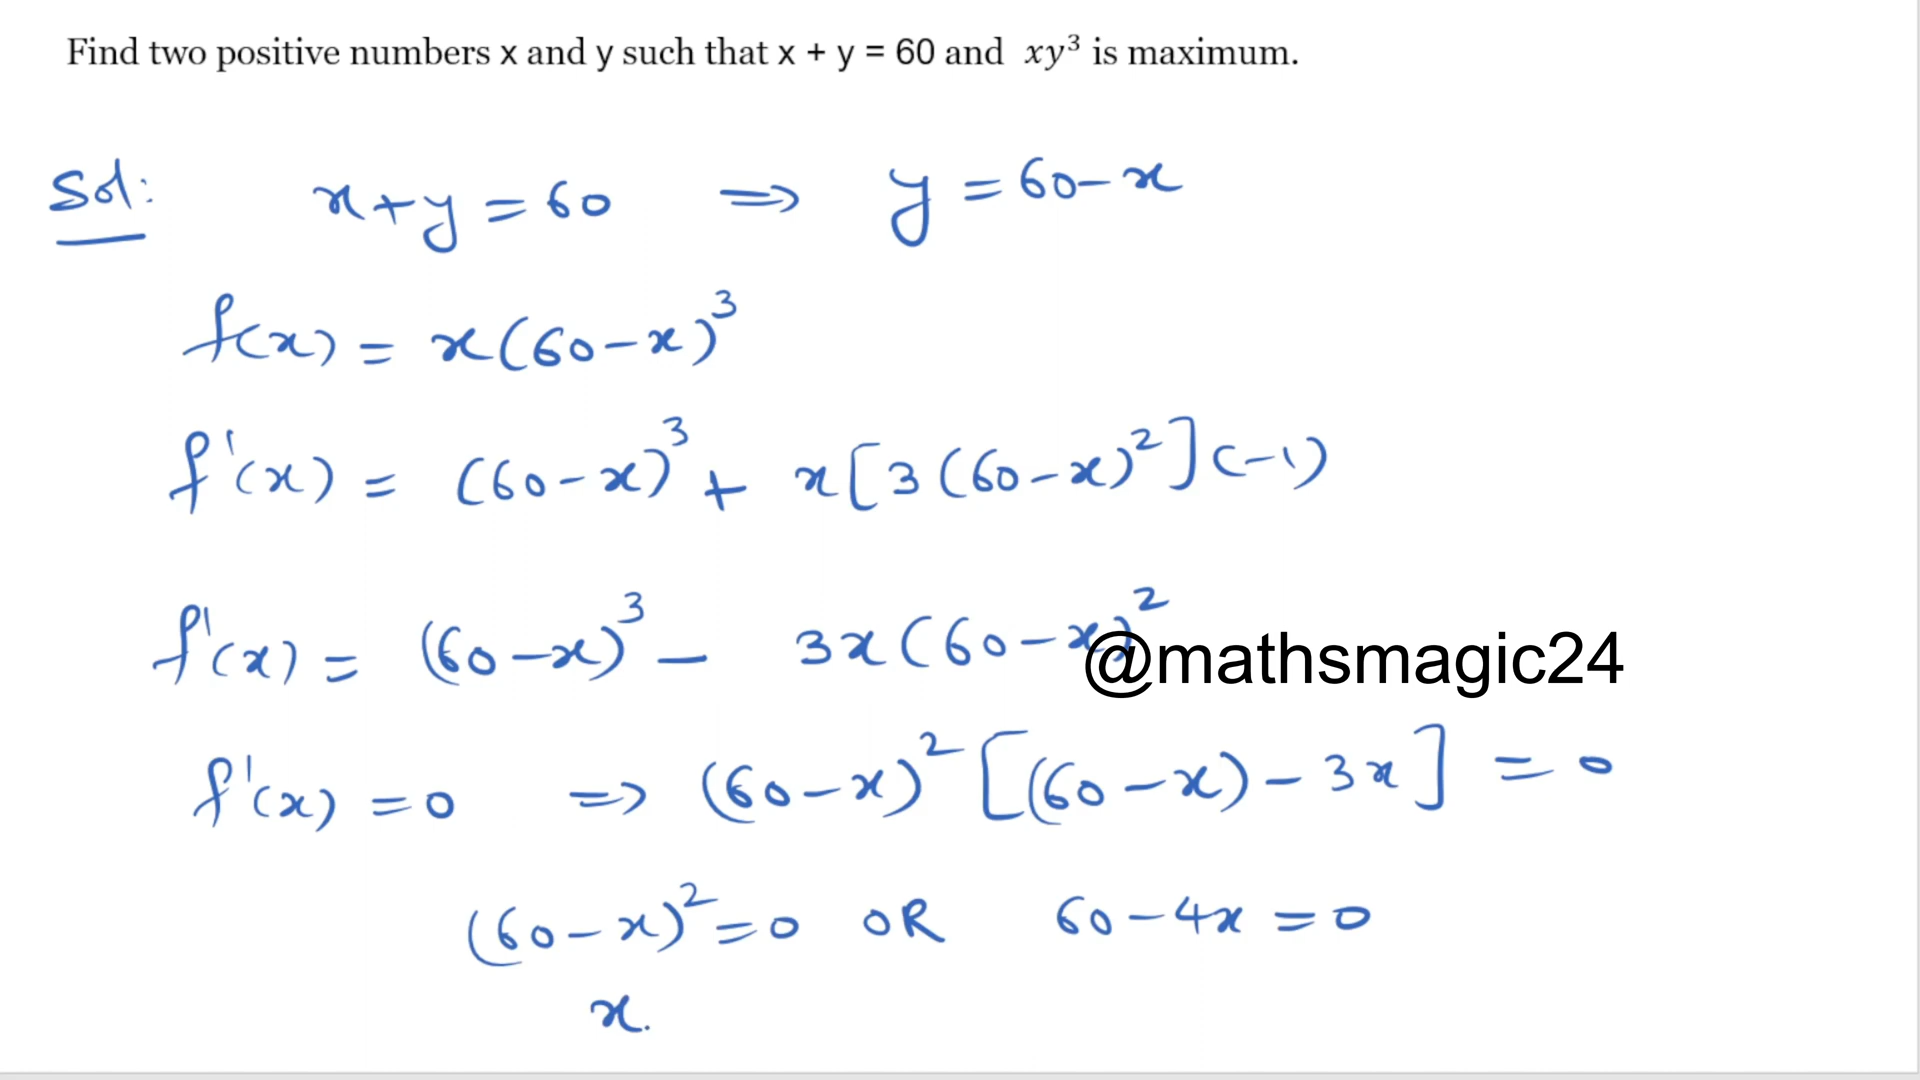 Find two positive numbers x and y such that x + y = 60 and xy³ is maximum.
Sol: x+y=60 ⇒ y=60-x
f(x) = x(60-x)³
f'(x) = (60-x)³ + x[3(60-x)²](-1)
f'(x) = (60-x)³ - 3x(60-x)²
@mathsmagic24
f'(x) = 0 ⇒ (60-x)² [(60-x)-3x] = 0
(60-x)² = 0 OR 60-4x = 0
x.